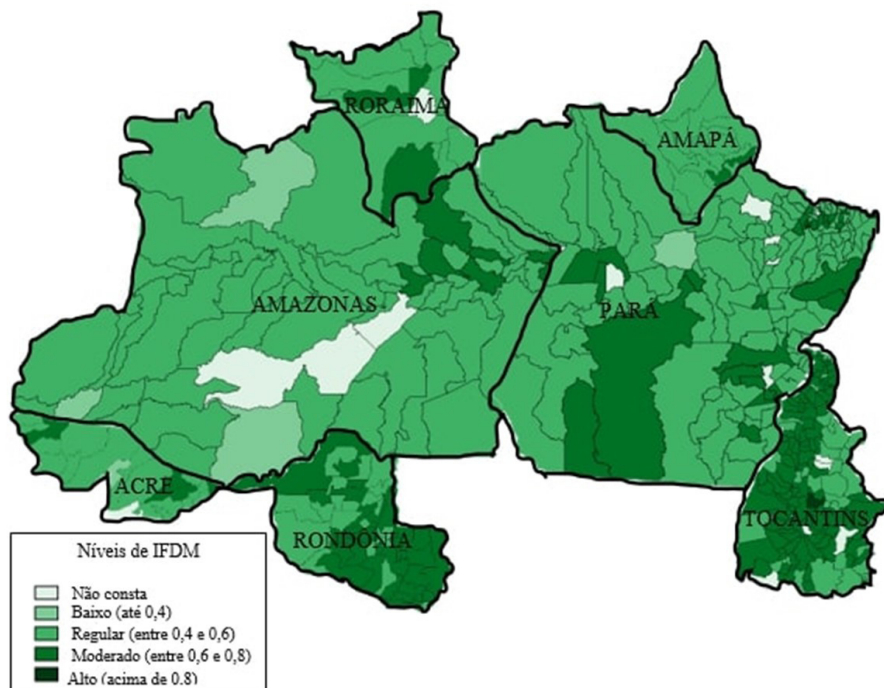 RORAIMA
AMAPÁ
AMAZONAS
PARÁ
ACRE
RONDÔNIA
TOCANTINS
Níveis de IFDM
Não consta
Baixo (até 0,4)
Regular (entre 0,4 e 0,6)
Moderado (entre 0,6 e 0,8)
Alto (acima de 0.8)